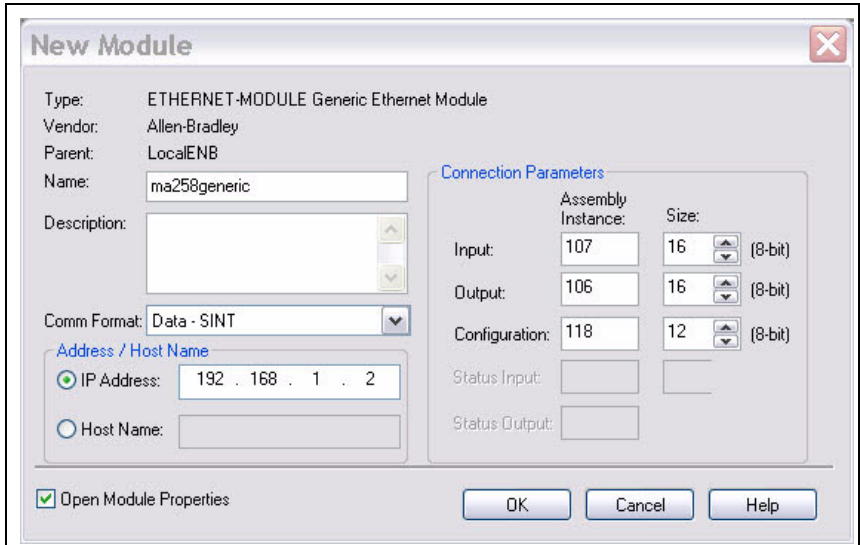 New Module
Type: ETHERNET-MODULE Generic Ethernet Module
Vendor: Allen-Bradley
Parent: LocalENB
Name: ma258generic
Description:
Comm Format: Data - SINT
Address / Host Name
IP Address: 192 . 168 . 1 . 2
Host Name:
Connection Parameters
Assembly
Instance: Size:
Input: 107 16 (8-bit)
Output: 106 16 (8-bit)
Configuration: 118 12 (8-bit)
Status Input:
Status Output:
Open Module Properties
OK Cancel Help